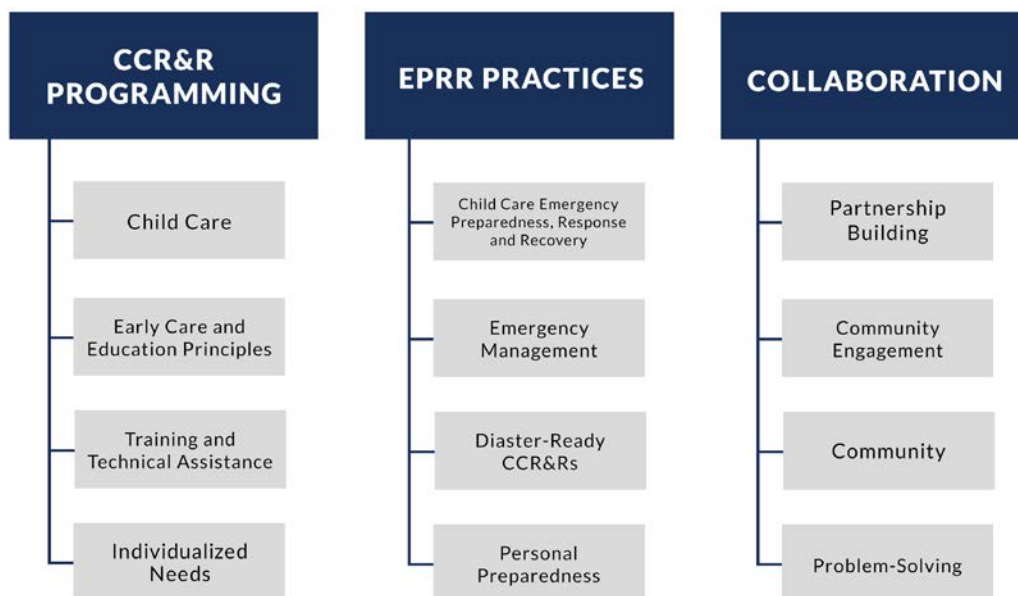 CCR&R
PROGRAMMING
Child Care
Early Care and
Education Principles
Training and
Technical Assistance
Individualized
Needs
EPRR PRACTICES
Child Care Emergency
Preparedness, Response
and Recovery
Emergency
Management
Diaster-Ready
CCR&Rs
Personal
Preparedness
COLLABORATION
Partnership
Building
Community
Engagement
Community
Problem-Solving